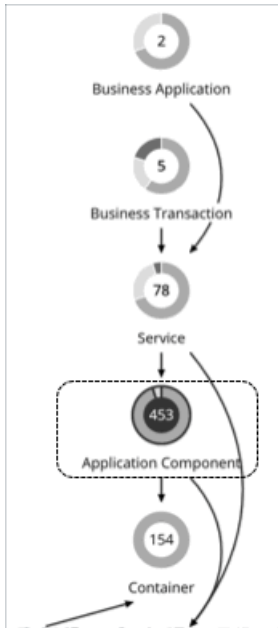 2
Business Application
5
Business Transaction
78
Service
453
Application Component
154
Container